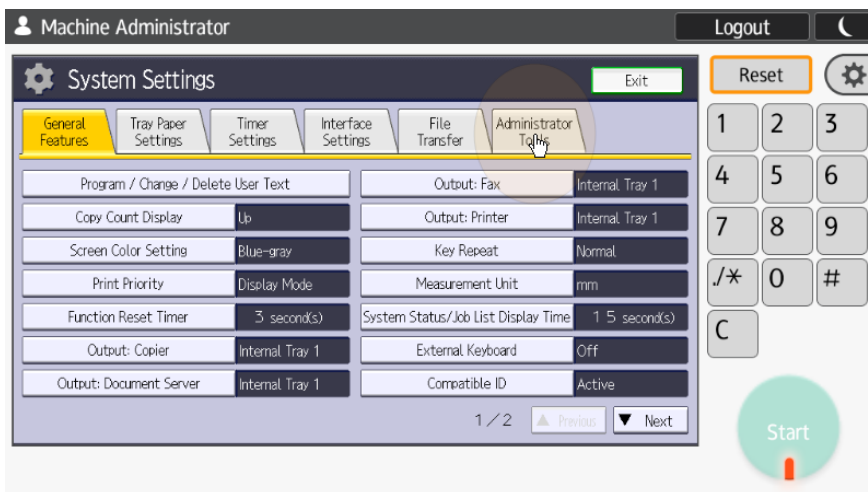 Machine Administrator
Logout
System Settings
Exit
Reset
General Features
Tray Paper Settings
Timer Settings
Interface Settings
File Transfer
Administrator Tools
Program / Change / Delete User Text
Output: Fax Internal Tray 1
Copy Count Display Up
Output: Printer Internal Tray 1
Screen Color Setting Blue-gray
Key Repeat Normal
Print Priority Display Mode
Measurement Unit mm
Function Reset Timer 3 second(s)
System Status/Job List Display Time 1 5 second(s)
Output: Copier Internal Tray 1
External Keyboard Off
Output: Document Server Internal Tray 1
Compatible ID Active
1/2 ▲ Previous ▼ Next
1 2 3
4 5 6
7 8 9
./* 0 #
C
Start